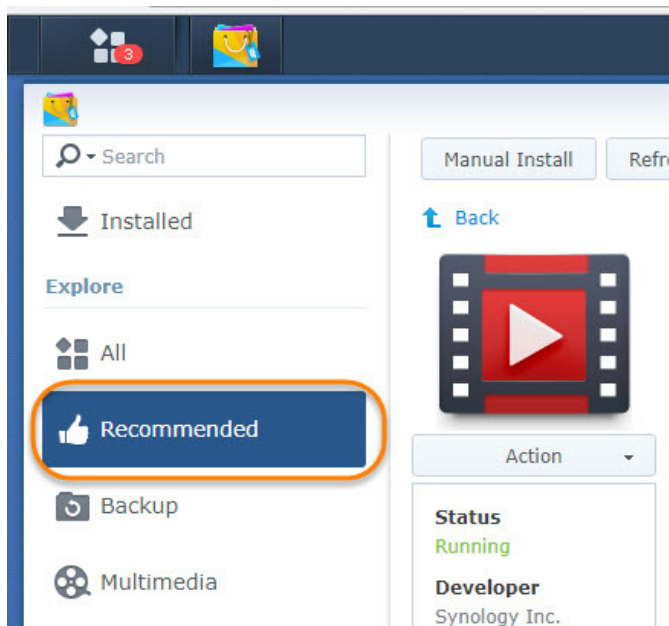 3
Search
Manual Install
Installed
Back
Explore
All
Recommended
Action
Backup
Status
Running
Multimedia
Developer
Synology Inc.